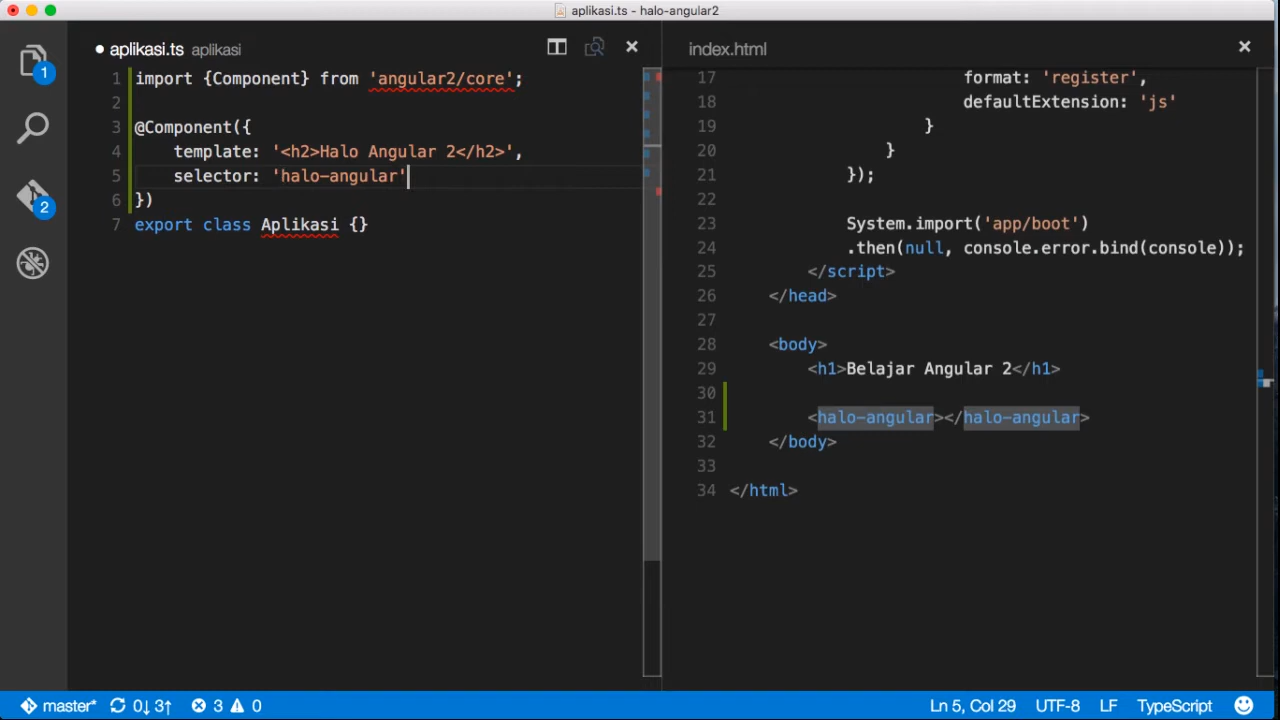 aplikasi.ts - halo-angular2
1
2
● aplikasi.ts aplikasi
1 import {Component} from 'angular2/core';
2
3 @Component({
4 template: '<h2>Halo Angular 2</h2>',
5 selector: 'halo-angular'
6 })
7 export class Aplikasi {}
index.html
17 format: 'register',
18 defaultExtension: 'js'
19 }
20 }
21 });
22
23 System.import('app/boot')
24 .then(null, console.error.bind(console));
25 </script>
26 </head>
27
28 <body>
29 <h1>Belajar Angular 2</h1>
30
31 <halo-angular></halo-angular>
32 </body>
33
34 </html>
master* 0↓ 3↑ 3 0 Ln 5, Col 29 UTF-8 LF TypeScript